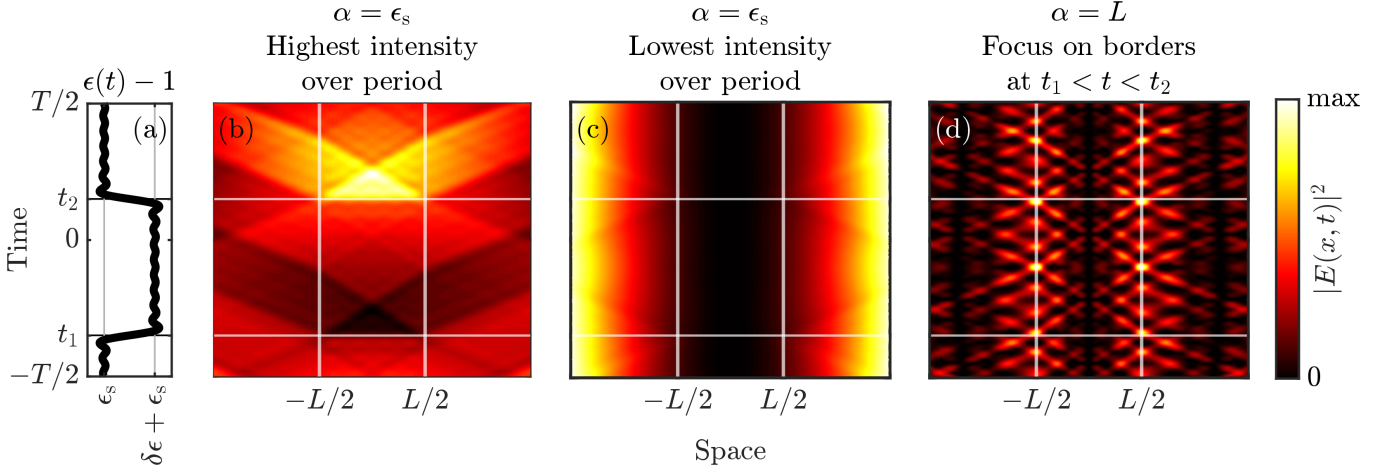 α = ϵₛ
Highest intensity
over period
α = ϵₛ
Lowest intensity
over period
α = L
Focus on borders
at t₁ < t < t₂
ϵ(t) − 1
(a)
(b)
(c)
(d)
Time
T/2
t₂
0
t₁
−T/2
ϵₛ
δϵ + ϵₛ
−L/2
L/2
−L/2
L/2
−L/2
L/2
Space
max
0
|E(x, t)|²